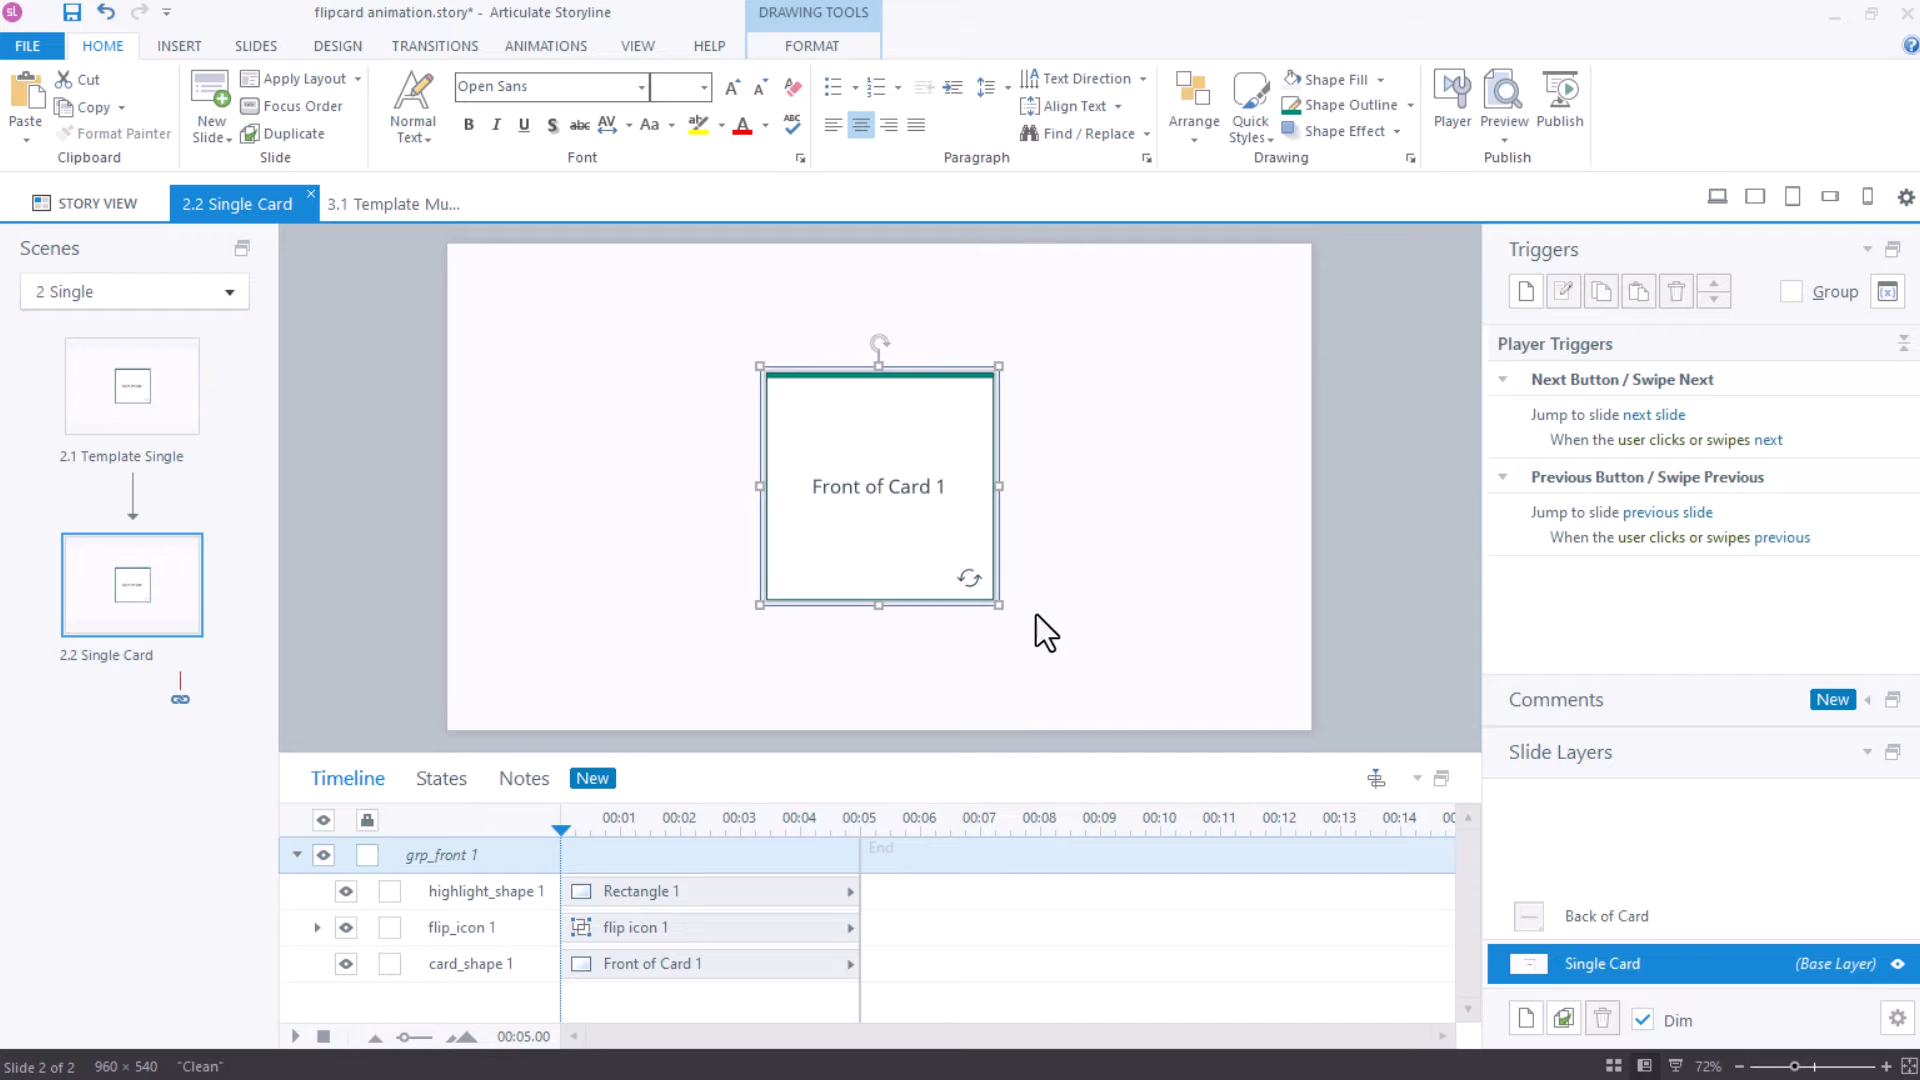 sl
flipcard animation.story* - Articulate Storyline
DRAWING TOOLS
FILE
HOME
INSERT
SLIDES
DESIGN
TRANSITIONS
ANIMATIONS
VIEW
HELP
FORMAT
Paste
Cut
Copy
Format Painter
Clipboard
New Slide
Apply Layout
Focus Order
Duplicate
Slide
Normal Text
Open Sans
B I U S abc AV Aa ab A ABC
Font
Text Direction
Align Text
Find / Replace
Paragraph
Arrange
Quick Styles
Shape Fill
Shape Outline
Shape Effect
Drawing
Player
Preview
Publish
Publish
STORY VIEW
2.2 Single Card
3.1 Template Mu...
Scenes
2 Single
2.1 Template Single
2.2 Single Card
Front of Card 1
Triggers
Group
Player Triggers
Next Button / Swipe Next
Jump to slide next slide
When the user clicks or swipes next
Previous Button / Swipe Previous
Jump to slide previous slide
When the user clicks or swipes previous
Comments
New
Slide Layers
Back of Card
Single Card
(Base Layer)
Dim
Timeline
States
Notes
New
00:01 00:02 00:03 00:04 00:05 00:06 00:07 00:08 00:09 00:10 00:11 00:12 00:13 00:14 00
grp_front 1
End
highlight_shape 1
Rectangle 1
flip_icon 1
flip icon 1
card_shape 1
Front of Card 1
00:05.00
Slide 2 of 2
960 × 540
"Clean"
72%